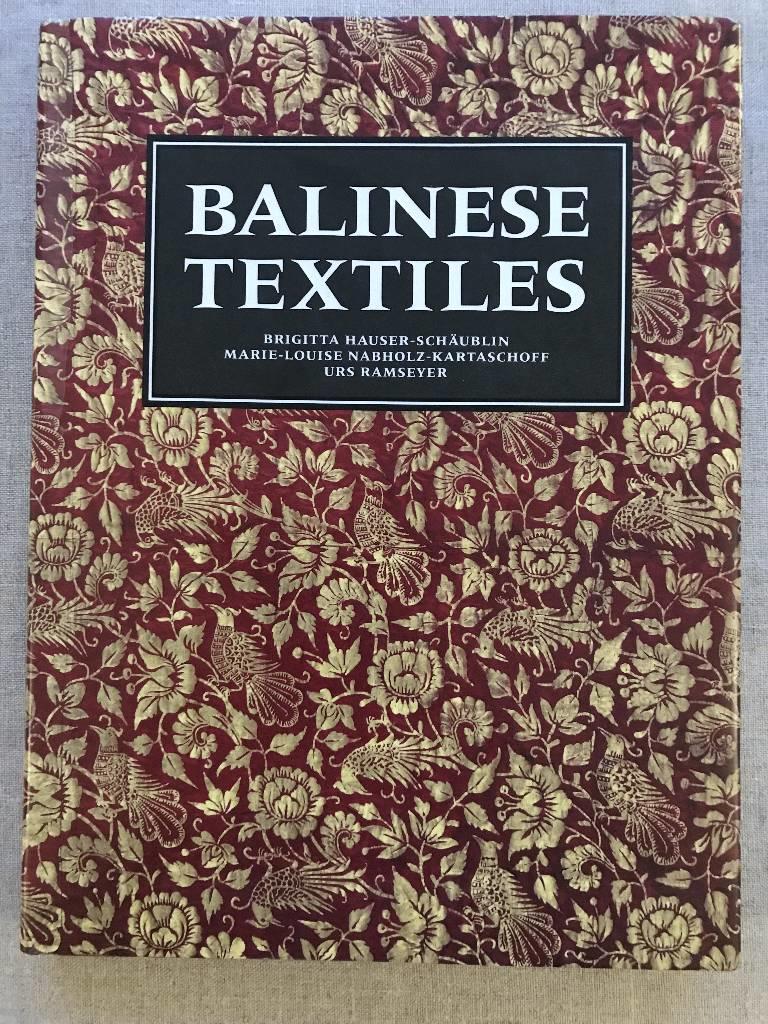 BALINESE
TEXTILES
BRIGITTA HAUSER-SCHÄUBLIN
MARIE-LOUISE NABHOLZ-KARTASCHOFF
URS RAMSEYER